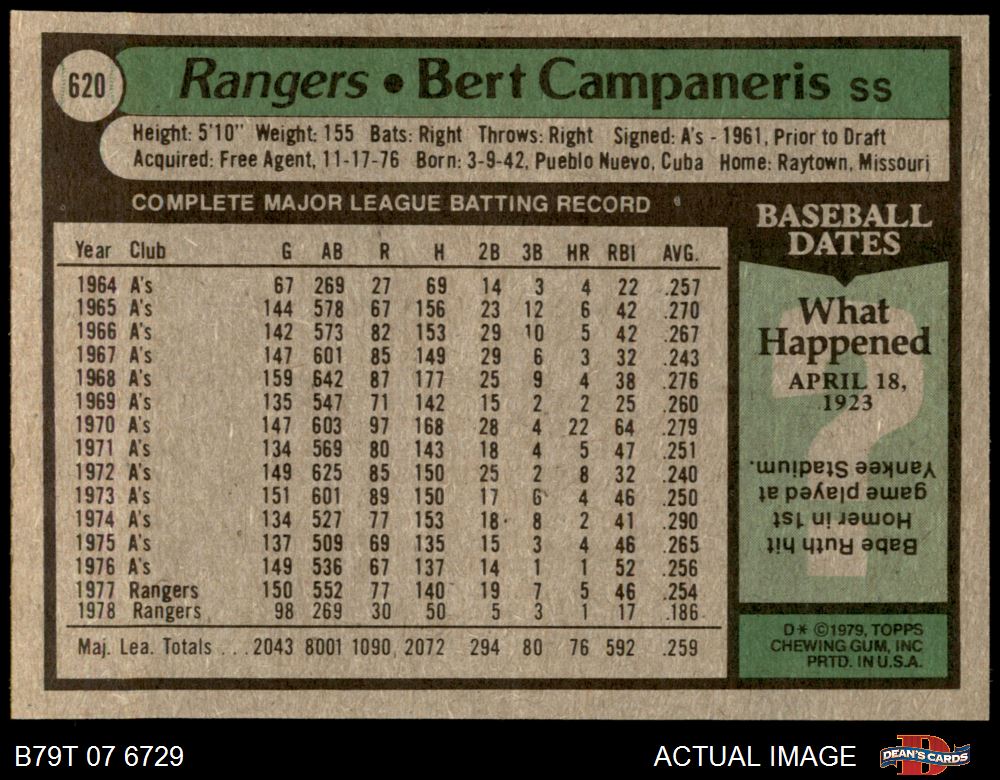 620
Rangers • Bert Campaneris SS
Height: 5'10" Weight: 155 Bats: Right Throws: Right Signed: A's - 1961, Prior to Draft
Acquired: Free Agent, 11-17-76 Born: 3-9-42, Pueblo Nuevo, Cuba Home: Raytown, Missouri
COMPLETE MAJOR LEAGUE BATTING RECORD
Year Club G AB R H 2B 3B HR RBI AVG.
1964 A's 67 269 27 69 14 3 4 22 .257
1965 A's 144 578 67 156 23 12 6 42 .270
1966 A's 142 573 82 153 29 10 5 42 .267
1967 A's 147 601 85 149 29 6 3 32 .243
1968 A's 159 642 87 177 25 9 4 38 .276
1969 A's 135 547 71 142 15 2 2 25 .260
1970 A's 147 603 97 168 28 4 22 64 .279
1971 A's 134 569 80 143 18 4 5 47 .251
1972 A's 149 625 85 150 25 2 8 32 .240
1973 A's 151 601 89 150 17 6 4 46 .250
1974 A's 134 527 77 153 18 8 2 41 .290
1975 A's 137 509 69 135 15 3 4 46 .265
1976 A's 149 536 67 137 14 1 1 52 .256
1977 Rangers 150 552 77 140 19 7 5 46 .254
1978 Rangers 98 269 30 50 5 3 1 17 .186
Maj. Lea. Totals ... 2043 8001 1090 2072 294 80 76 592 .259
BASEBALL
DATES
What
Happened
APRIL 18,
1923
?
Babe Ruth hit
Homer in 1st
game played at
Yankee Stadium.
D* ©1979, TOPPS
CHEWING GUM, INC
PRTD. IN U.S.A.
B79T 07 6729
ACTUAL IMAGE
DEAN'S CARDS